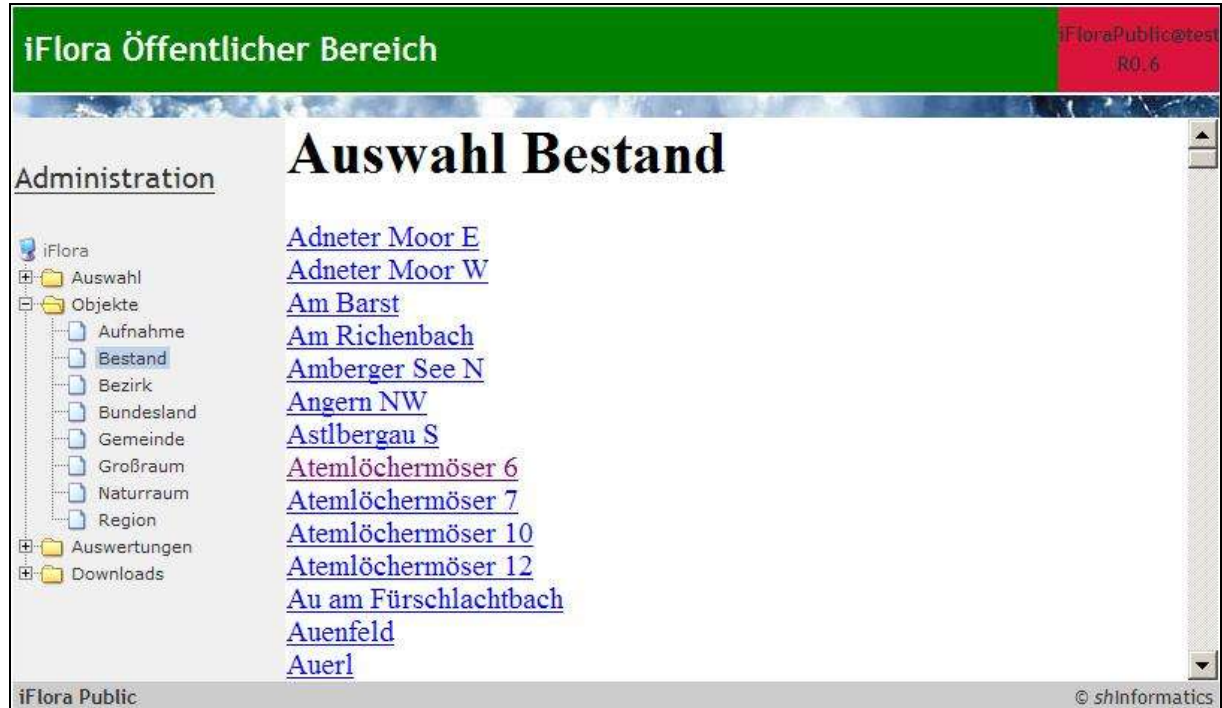 iFlora Öffentlicher Bereich
iFloraPublic@test
R0.6
Administration
iFlora
Auswahl
Objekte
Aufnahme
Bestand
Bezirk
Bundesland
Gemeinde
Großraum
Naturraum
Region
Auswertungen
Downloads
Auswahl Bestand
Adneter Moor E
Adneter Moor W
Am Barst
Am Richenbach
Amberger See N
Angern NW
Astlbergau S
Atemlöchermöser 6
Atemlöchermöser 7
Atemlöchermöser 10
Atemlöchermöser 12
Au am Fürschlachtbach
Auenfeld
Auerl
iFlora Public
© shInformatics